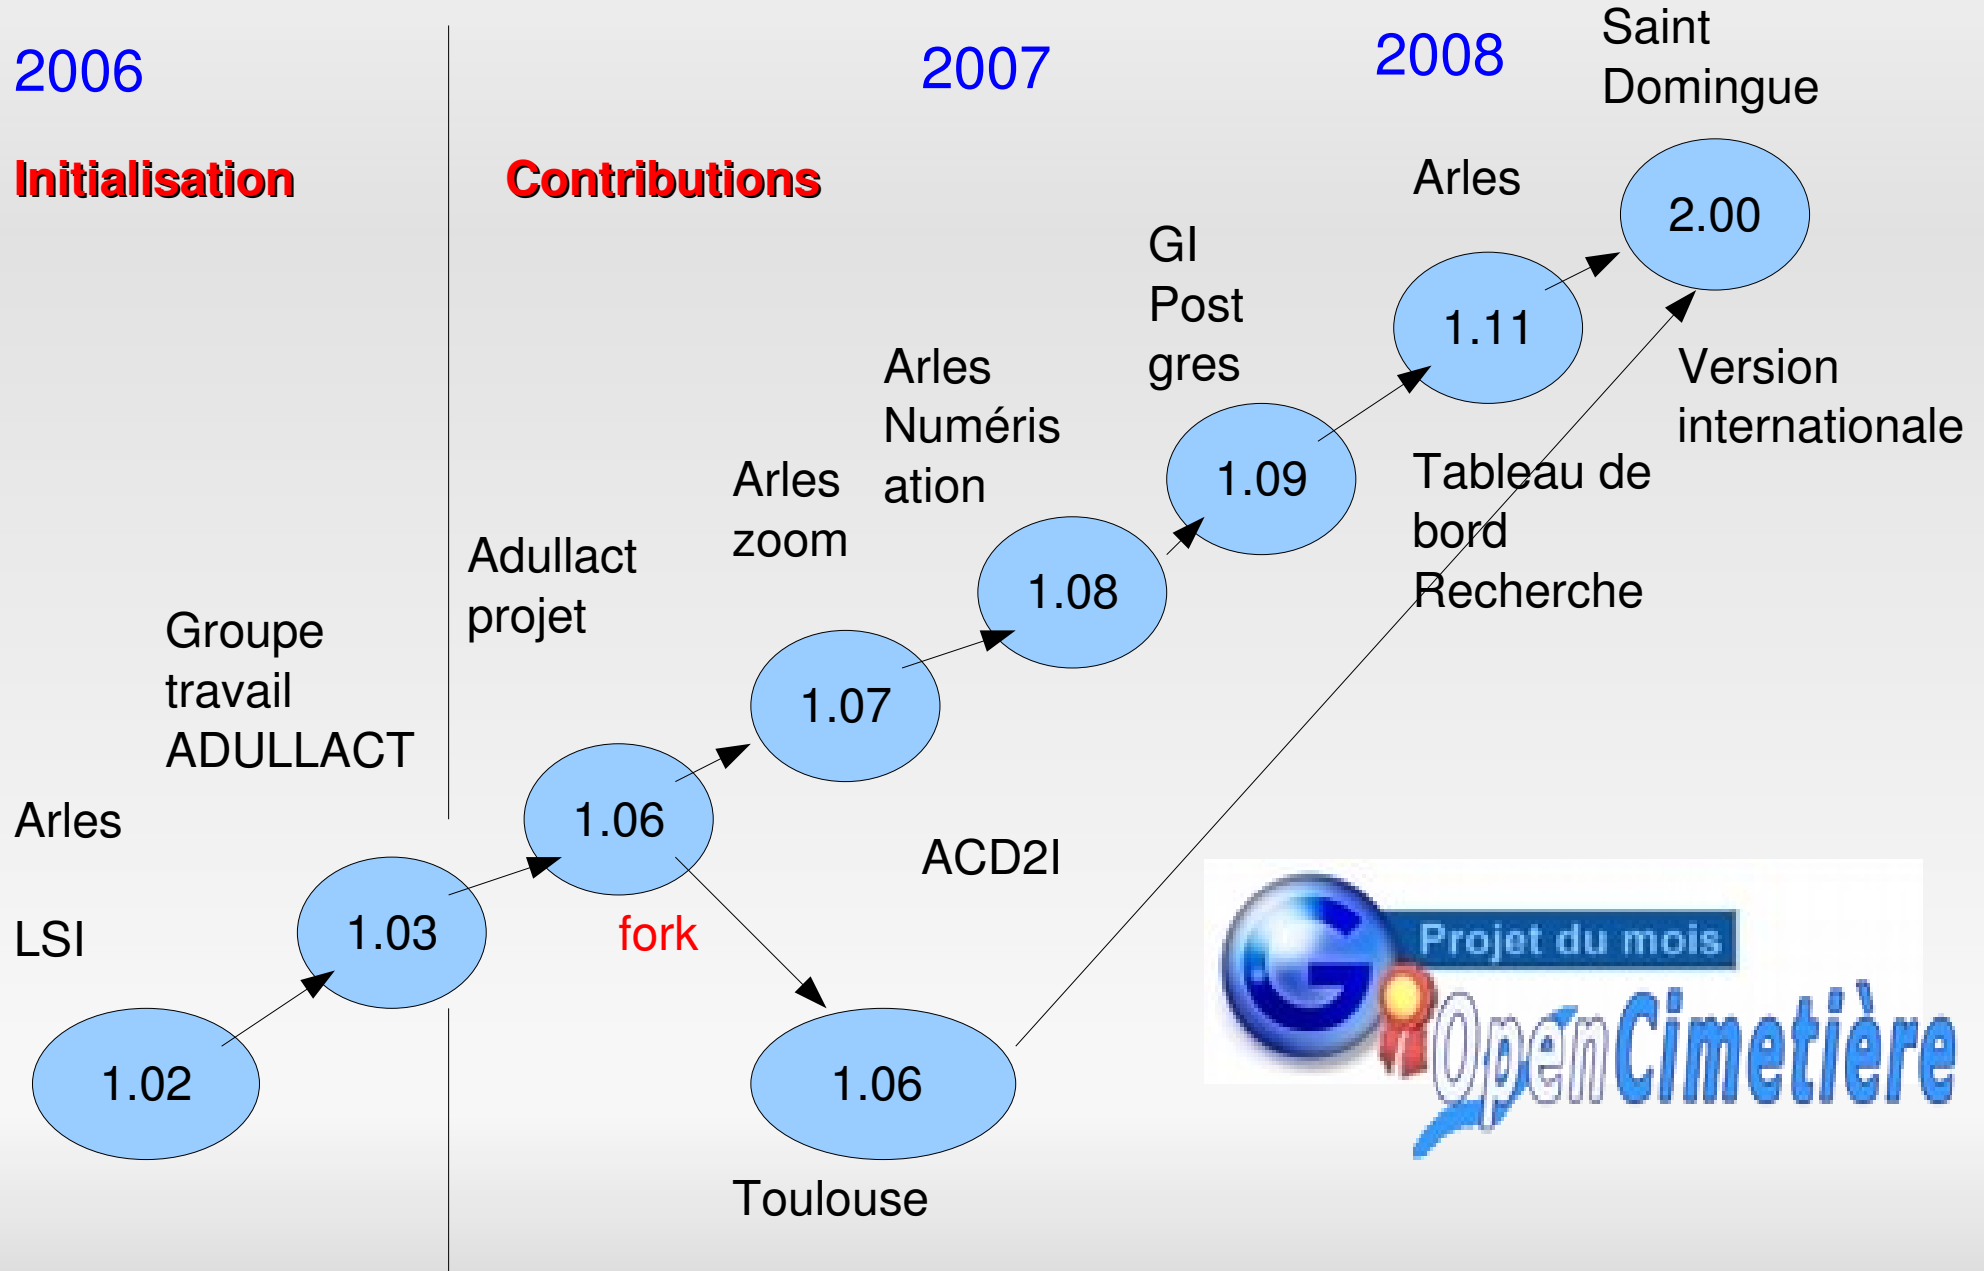 2006
2007
2008
Saint
Domingue
Initialisation
Contributions
Arles
2.00
GI
Post
gres
1.11
Version
internationale
Arles
Numéris
ation
Arles
zoom
1.09
Tableau de
bord
Recherche
Adullact
projet
1.08
Groupe
travail
ADULLACT
1.07
Arles
1.06
ACD2I
LSI
1.03
fork
Projet du mois
OpenCimetière
1.02
1.06
Toulouse